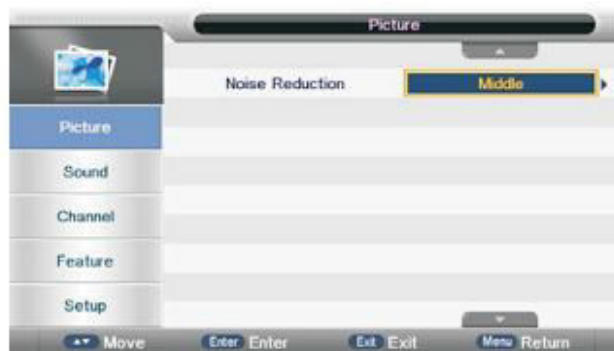 Picture
Noise Reduction Middle
Picture
Sound
Channel
Feature
Setup
Move Enter Enter Exit Exit Menu Return